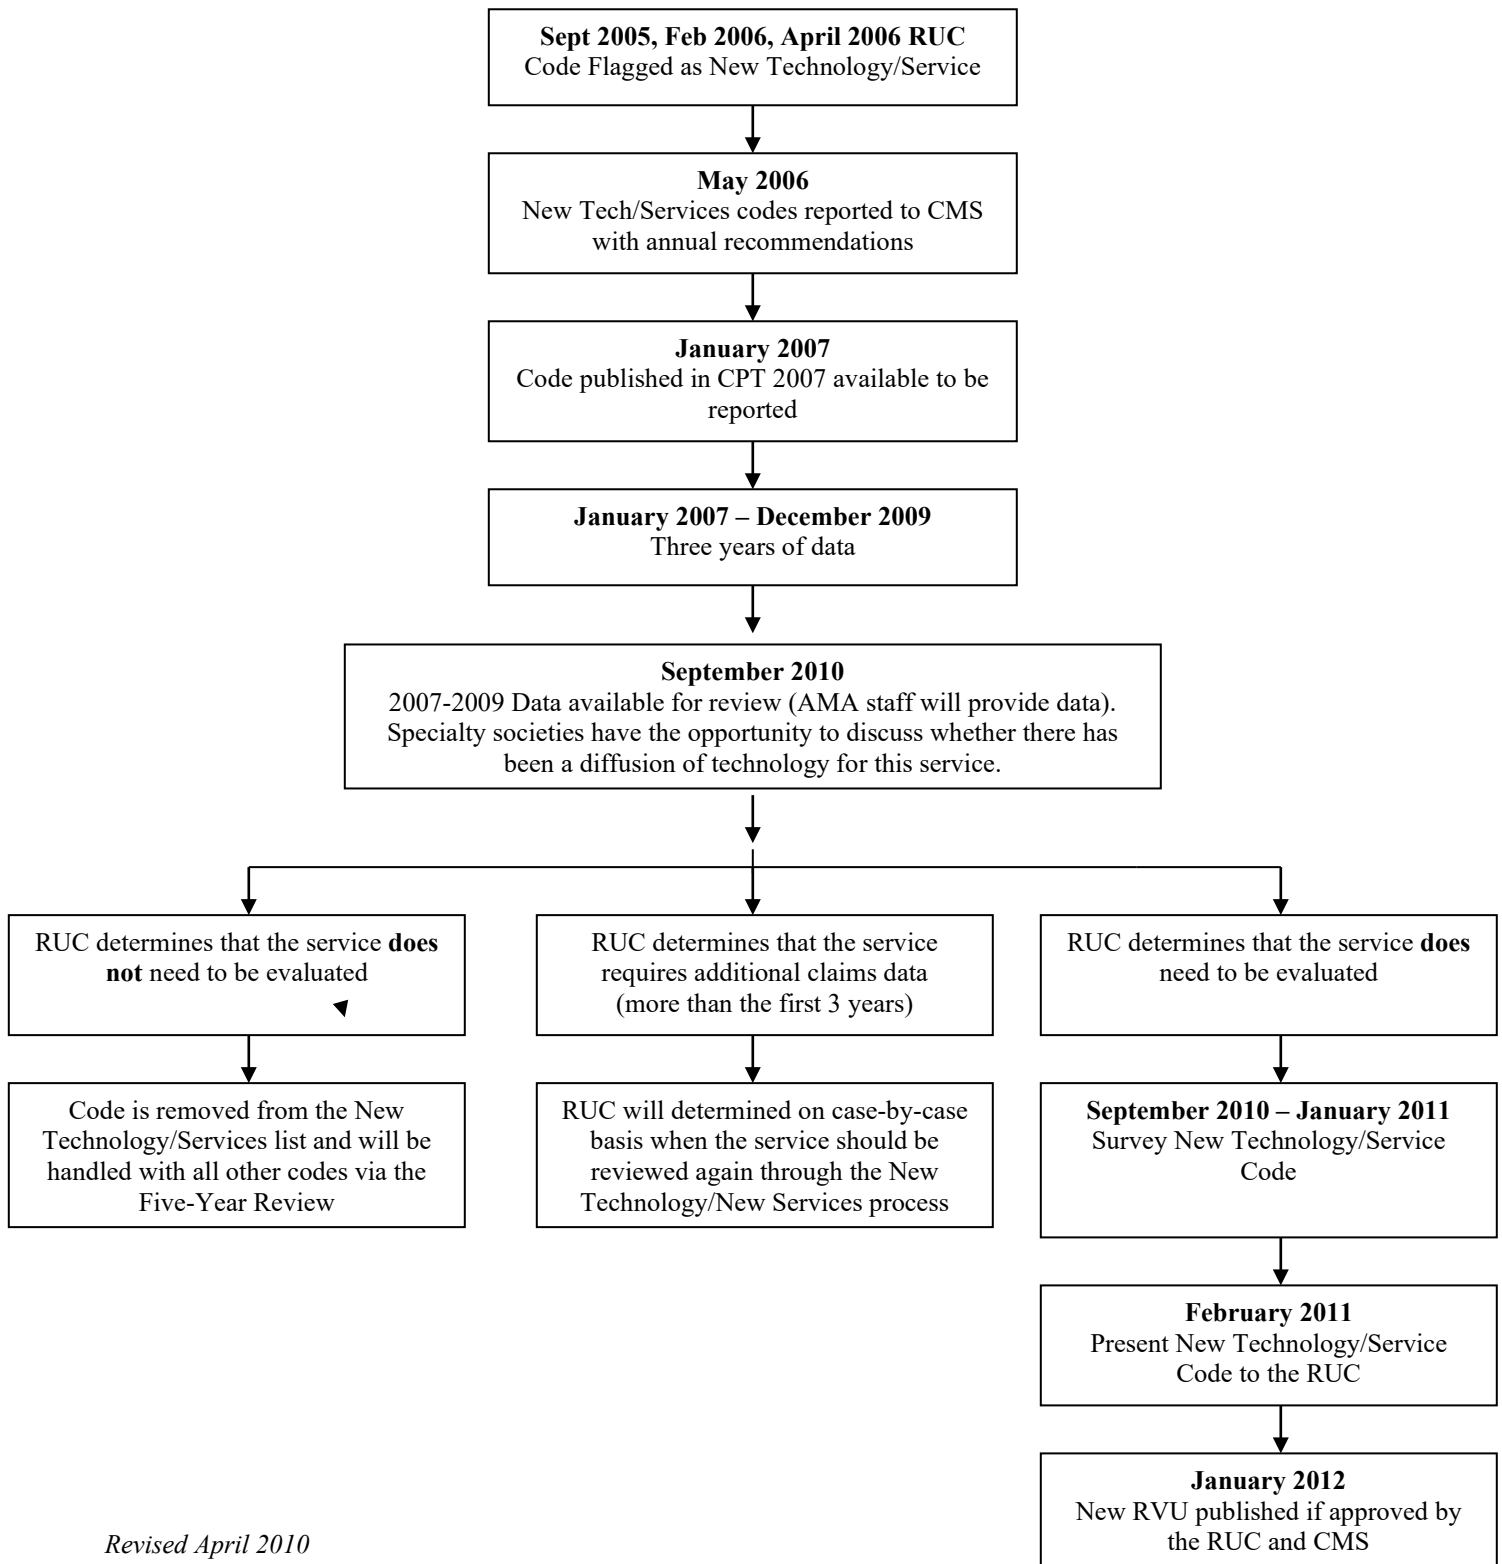 Sept 2005, Feb 2006, April 2006 RUC
Code Flagged as New Technology/Service
May 2006
New Tech/Services codes reported to CMS
with annual recommendations
January 2007
Code published in CPT 2007 available to be
reported
January 2007 – December 2009
Three years of data
September 2010
2007-2009 Data available for review (AMA staff will provide data).
Specialty societies have the opportunity to discuss whether there has
been a diffusion of technology for this service.
RUC determines that the service does
not need to be evaluated
RUC determines that the service
requires additional claims data
(more than the first 3 years)
RUC determines that the service does
need to be evaluated
Code is removed from the New
Technology/Services list and will be
handled with all other codes via the
Five-Year Review
RUC will determined on case-by-case
basis when the service should be
reviewed again through the New
Technology/New Services process
September 2010 – January 2011
Survey New Technology/Service
Code
February 2011
Present New Technology/Service
Code to the RUC
January 2012
New RVU published if approved by
the RUC and CMS
Revised April 2010